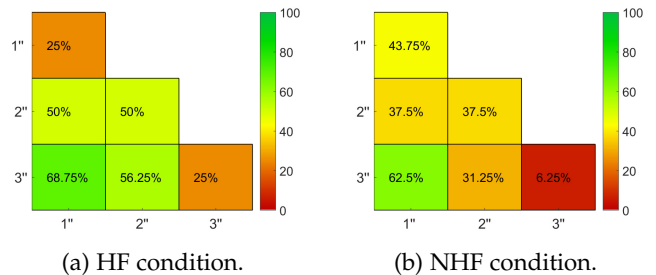 1'' 25% 100
80
2'' 50% 50% 60
40
3'' 68.75% 56.25% 25% 20
0
1'' 2'' 3''
(a) HF condition.
1'' 43.75% 100
80
2'' 37.5% 37.5% 60
40
3'' 62.5% 31.25% 6.25% 20
0
1'' 2'' 3''
(b) NHF condition.